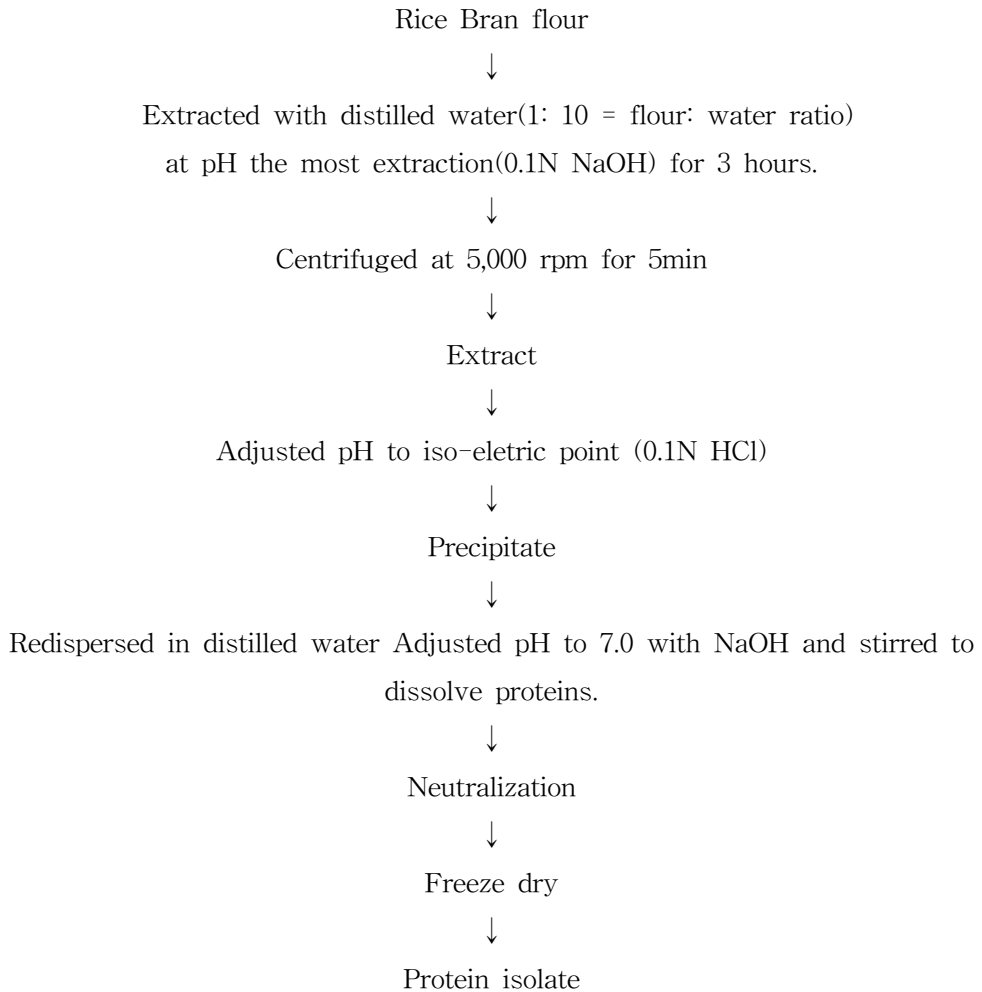 Rice Bran flour
↓
Extracted with distilled water(1: 10 = flour: water ratio)
at pH the most extraction(0.1N NaOH) for 3 hours.
↓
Centrifuged at 5,000 rpm for 5min
↓
Extract
↓
Adjusted pH to iso-eletric point (0.1N HCl)
↓
Precipitate
↓
Redispersed in distilled water Adjusted pH to 7.0 with NaOH and stirred to
dissolve proteins.
↓
Neutralization
↓
Freeze dry
↓
Protein isolate